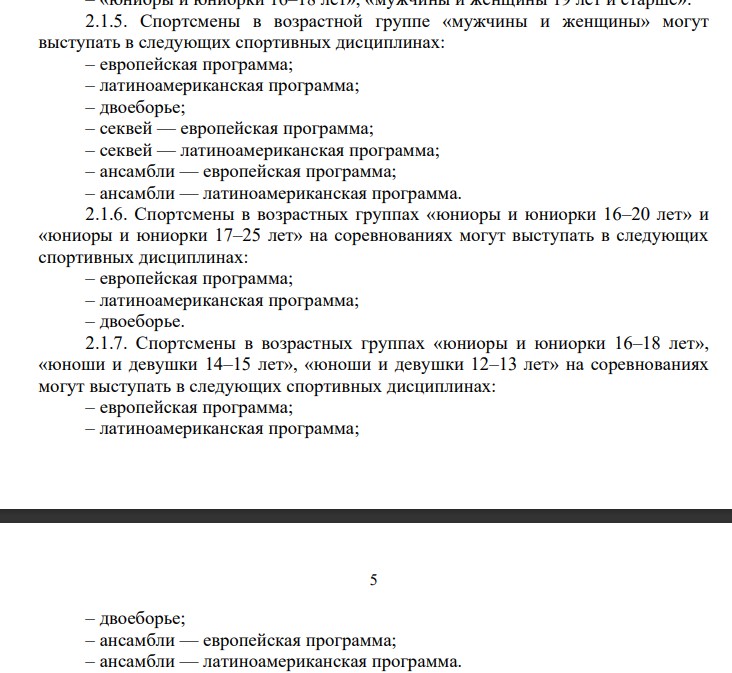 – «юниоры и юниорки 16–18 лет», «мужчины и женщины 19 лет и старше».
2.1.5. Спортсмены в возрастной группе «мужчины и женщины» могут
выступать в следующих спортивных дисциплинах:
– европейская программа;
– латиноамериканская программа;
– двоеборье;
– секвей — европейская программа;
– секвей — латиноамериканская программа;
– ансамбли — европейская программа;
– ансамбли — латиноамериканская программа.
2.1.6. Спортсмены в возрастных группах «юниоры и юниорки 16–20 лет» и
«юниоры и юниорки 17–25 лет» на соревнованиях могут выступать в следующих
спортивных дисциплинах:
– европейская программа;
– латиноамериканская программа;
– двоеборье.
2.1.7. Спортсмены в возрастных группах «юниоры и юниорки 16–18 лет»,
«юноши и девушки 14–15 лет», «юноши и девушки 12–13 лет» на соревнованиях
могут выступать в следующих спортивных дисциплинах:
– европейская программа;
– латиноамериканская программа;
5
– двоеборье;
– ансамбли — европейская программа;
– ансамбли — латиноамериканская программа.